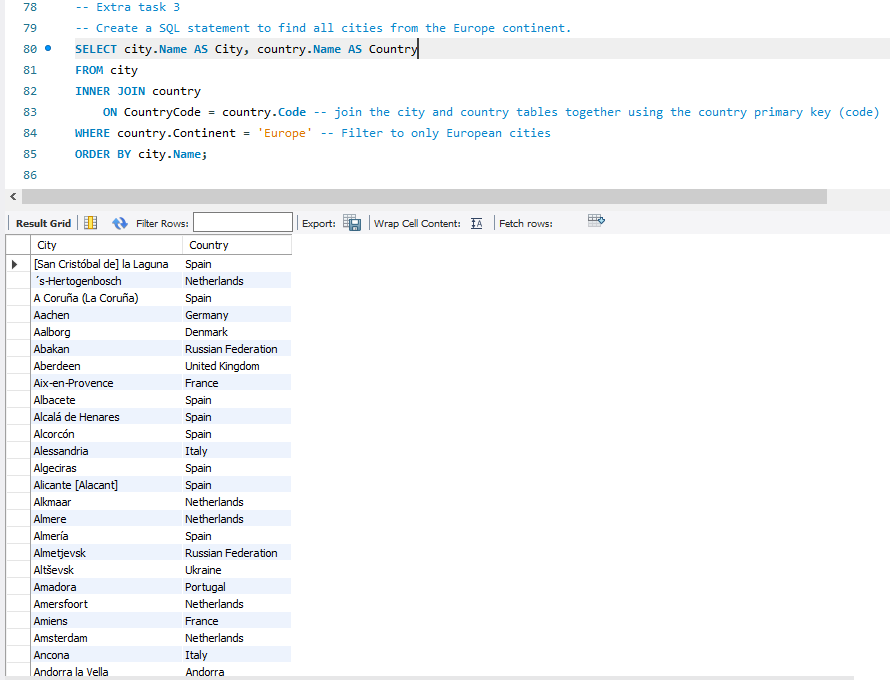 78 -- Extra task 3
79 -- Create a SQL statement to find all cities from the Europe continent.
80 SELECT city.Name AS City, country.Name AS Country
81 FROM city
82 INNER JOIN country
83 ON CountryCode = country.Code -- join the city and country tables together using the country primary key (code)
84 WHERE country.Continent = 'Europe' -- Filter to only European cities
85 ORDER BY city.Name;
86
Result Grid Filter Rows: Export: Wrap Cell Content: IA Fetch rows:
City Country
[San Cristóbal de] la Laguna Spain
´s-Hertogenbosch Netherlands
A Coruña (La Coruña) Spain
Aachen Germany
Aalborg Denmark
Abakan Russian Federation
Aberdeen United Kingdom
Aix-en-Provence France
Albacete Spain
Alcalá de Henares Spain
Alcorcón Spain
Alessandria Italy
Algeciras Spain
Alicante [Alacant] Spain
Alkmaar Netherlands
Almere Netherlands
Almería Spain
Almetjevsk Russian Federation
Altševsk Ukraine
Amadora Portugal
Amersfoort Netherlands
Amiens France
Amsterdam Netherlands
Ancona Italy
Andorra la Vella Andorra